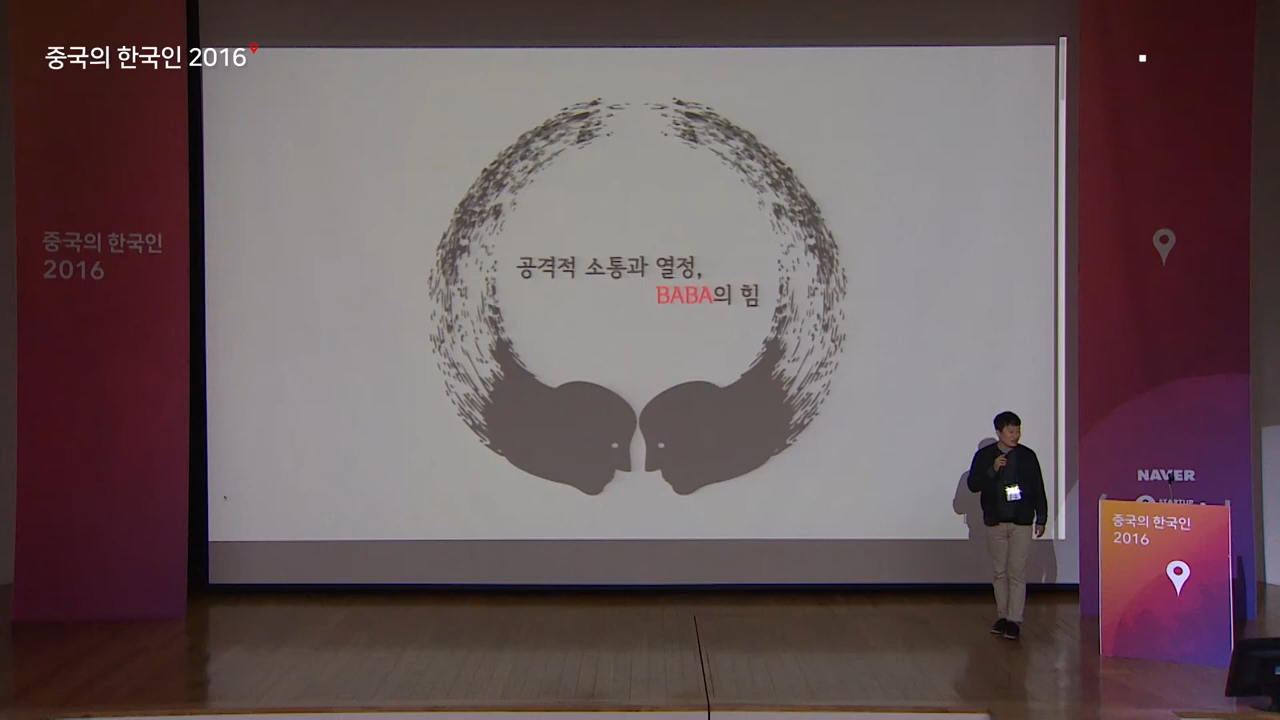 중국의 한국인 2016
중국의 한국인
2016
공격적 소통과 열정,
BABA의 힘
NAVER
STARTUP
중국의 한국인
2016